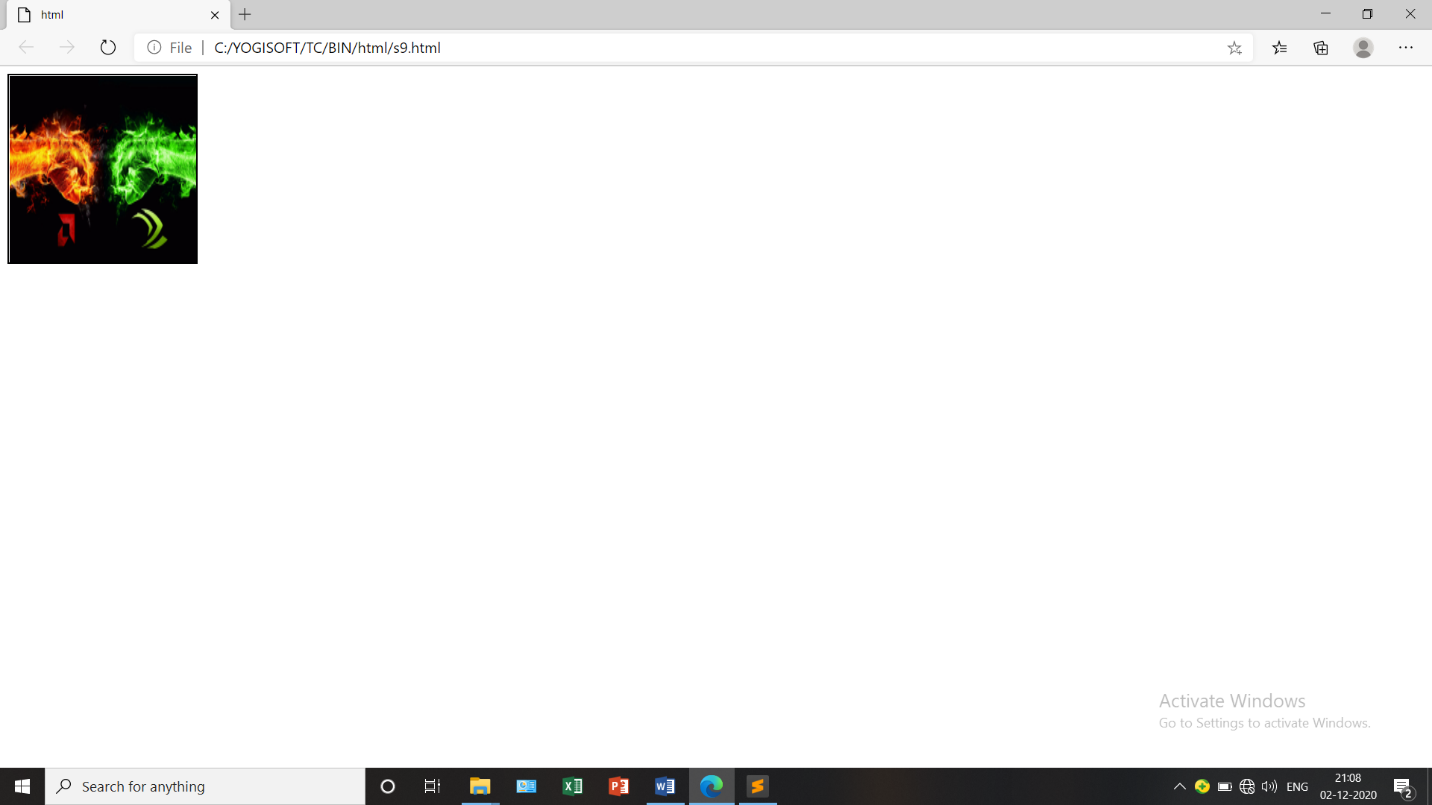 html
File | C:/YOGISOFT/TC/BIN/html/s9.html
Activate Windows
Go to Settings to activate Windows.
Search for anything
ENG
21:08
02-12-2020
2